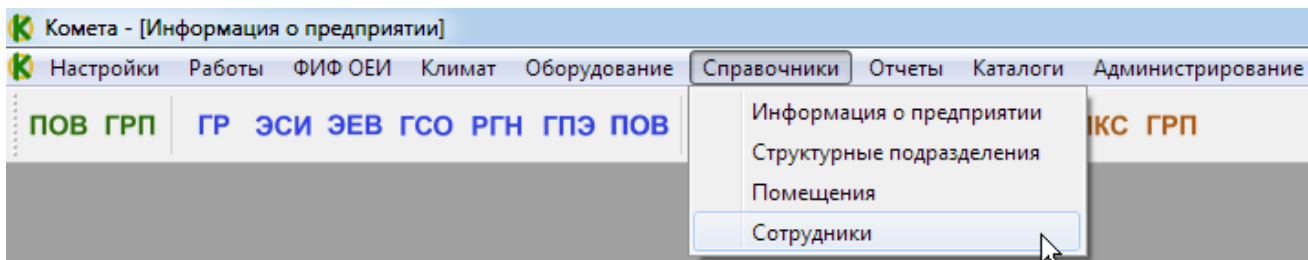 Комета - [Информация о предприятии]
Настройки Работы ФИФ ОЕИ Климат Оборудование Справочники Отчеты Каталоги Администрирование
ПОВ ГРП ГР ЭСИ ЭЕВ ГСО РГН ГПЭ ПОВ ГРП
Информация о предприятии
Структурные подразделения
Помещения
Сотрудники